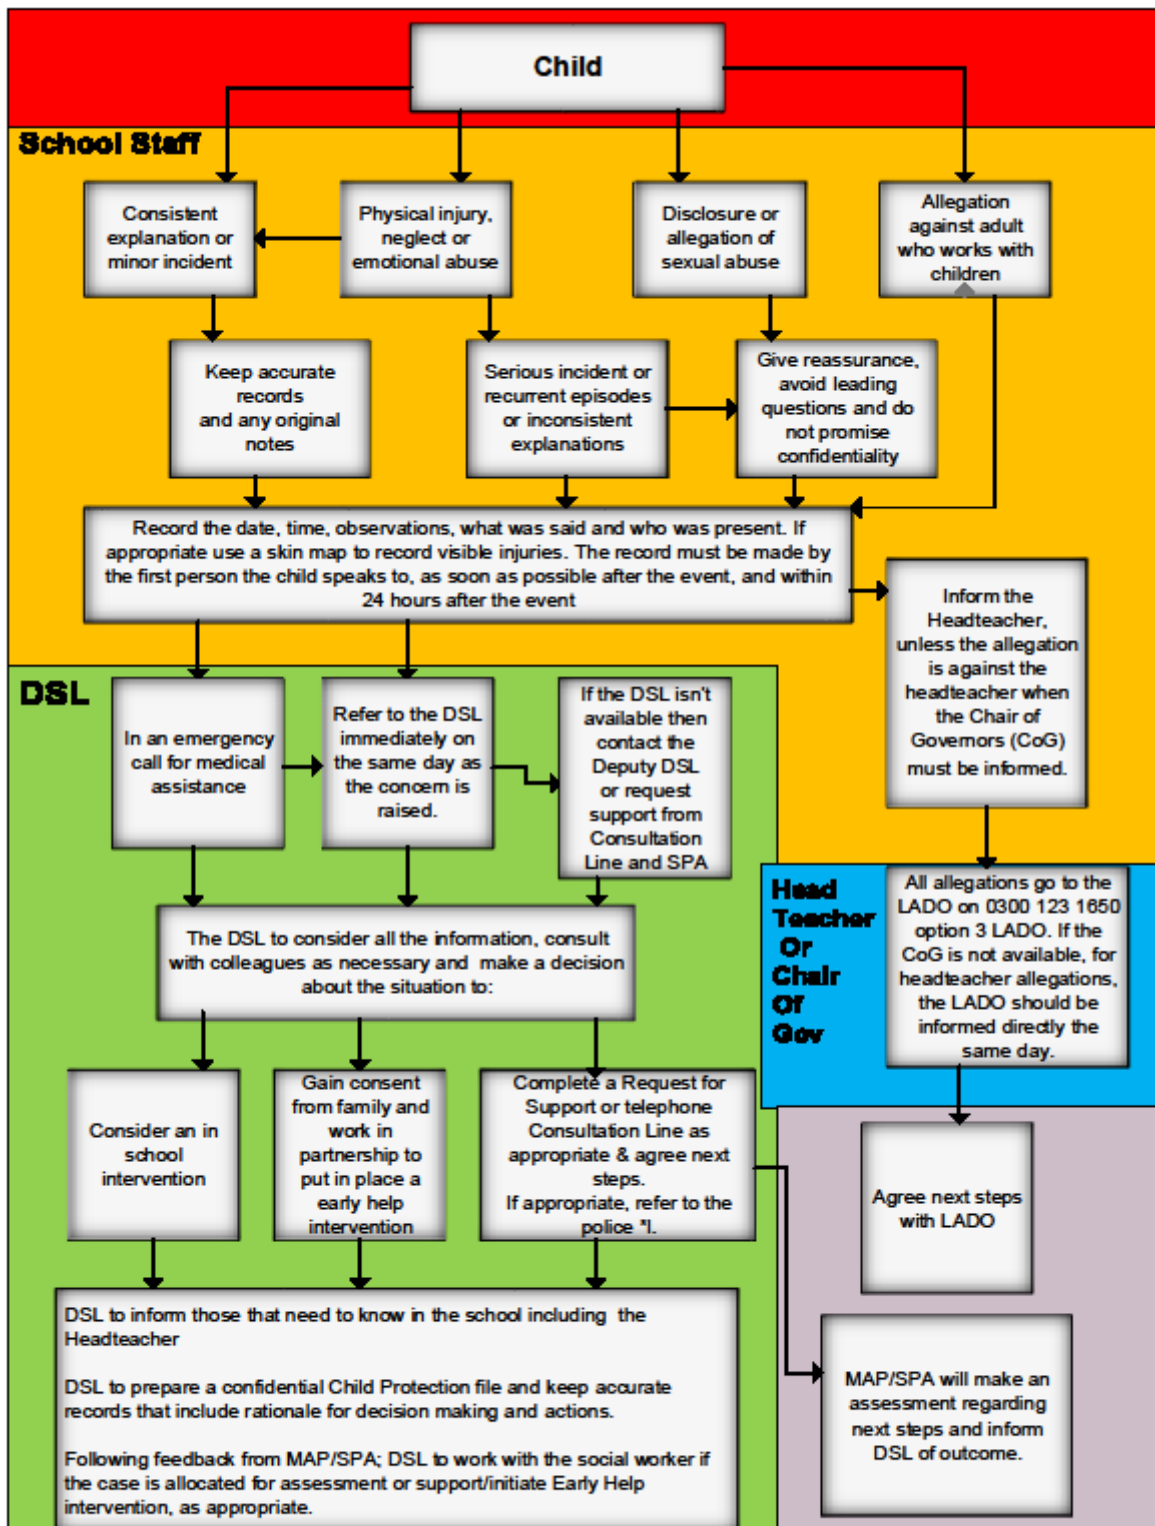 Child
School Staff
Consistent
explanation or
minor incident
Physical injury,
neglect or
emotional abuse
Disclosure or
allegation of
sexual abuse
Allegation
against adult
who works with
children
Keep accurate
records
and any original
notes
Serious incident or
recurrent episodes
or inconsistent
explanations
Give reassurance,
avoid leading
questions and do
not promise
confidentiality
Record the date, time, observations, what was said and who was present. If
appropriate use a skin map to record visible injuries. The record must be made by
the first person the child speaks to, as soon as possible after the event, and within
24 hours after the event
Inform the
Headteacher,
unless the allegation
is against the
headteacher when
the Chair of
Governors (CoG)
must be informed.
DSL
In an emergency
call for medical
assistance
Refer to the DSL
immediately on
the same day as
the concern is
raised.
If the DSL isn't
available then
contact the
Deputy DSL
or request
support from
Consultation
Line and SPA
Head
Teacher
Or
Chair
Of
Gov
All allegations go to the
LADO on 0300 123 1650
option 3 LADO. If the
CoG is not available, for
headteacher allegations,
the LADO should be
informed directly the
same day.
The DSL to consider all the information, consult
with colleagues as necessary and make a decision
about the situation to:
Consider an in
school
intervention
Gain consent
from family and
work in
partnership to
put in place a
early help
intervention
Complete a Request for
Support or telephone
Consultation Line as
appropriate & agree next
steps.
If appropriate, refer to the
police *I.
Agree next steps
with LADO
DSL to inform those that need to know in the school including the
Headteacher
DSL to prepare a confidential Child Protection file and keep accurate
records that include rationale for decision making and actions.
Following feedback from MAP/SPA; DSL to work with the social worker if
the case is allocated for assessment or support/initiate Early Help
intervention, as appropriate.
MAP/SPA will make an
assessment regarding
next steps and inform
DSL of outcome.